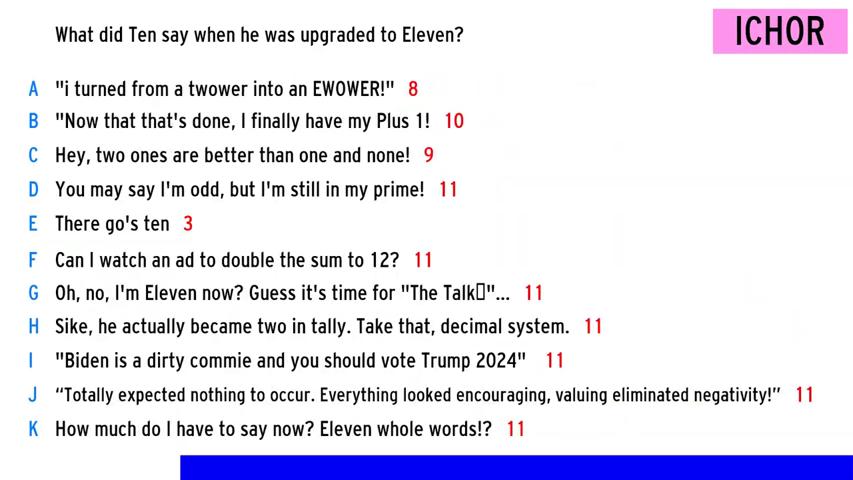 What did Ten say when he was upgraded to Eleven?
ICHOR
A "i turned from a twower into an EWOWER!" 8
B "Now that that's done, I finally have my Plus 1! 10
C Hey, two ones are better than one and none! 9
D You may say I'm odd, but I'm still in my prime! 11
E There go's ten 3
F Can I watch an ad to double the sum to 12? 11
G Oh, no, I'm Eleven now? Guess it's time for "The Talk▯"... 11
H Sike, he actually became two in tally. Take that, decimal system. 11
I "Biden is a dirty commie and you should vote Trump 2024" 11
J “Totally expected nothing to occur. Everything looked encouraging, valuing eliminated negativity!” 11
K How much do I have to say now? Eleven whole words!? 11